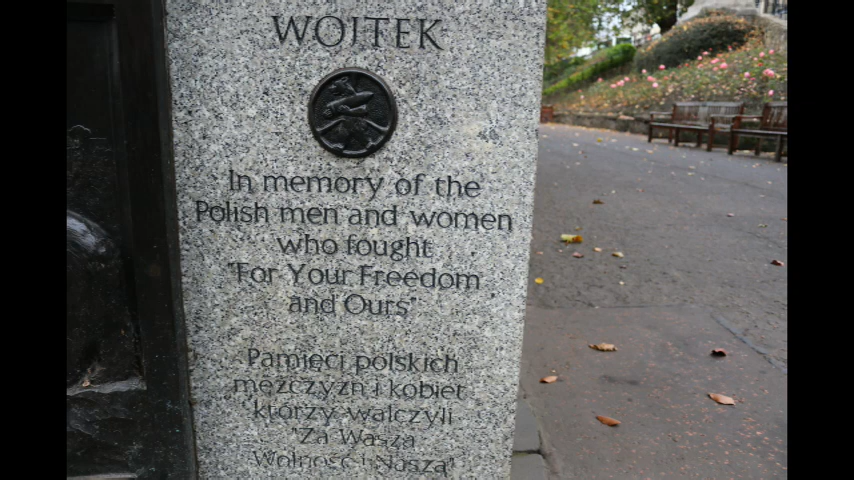 WOJTEK
In memory of the
Polish men and women
who fought
"For Your Freedom
and Ours"
Pamięci polskich
mężczyzn i kobiet
którzy walczyli
"Za Waszą
Wolność i Naszą"